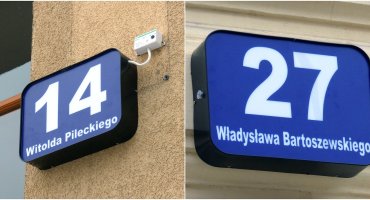 14
Witolda Pileckiego
27
Władysława Bartoszewskiego